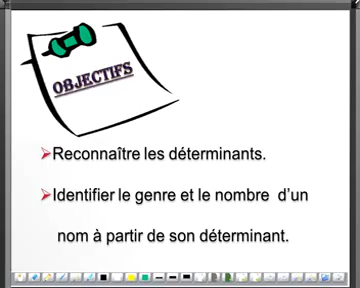 OBJECTIFS
Reconnaître les déterminants.
Identifier le genre et le nombre d'un
nom à partir de son déterminant.